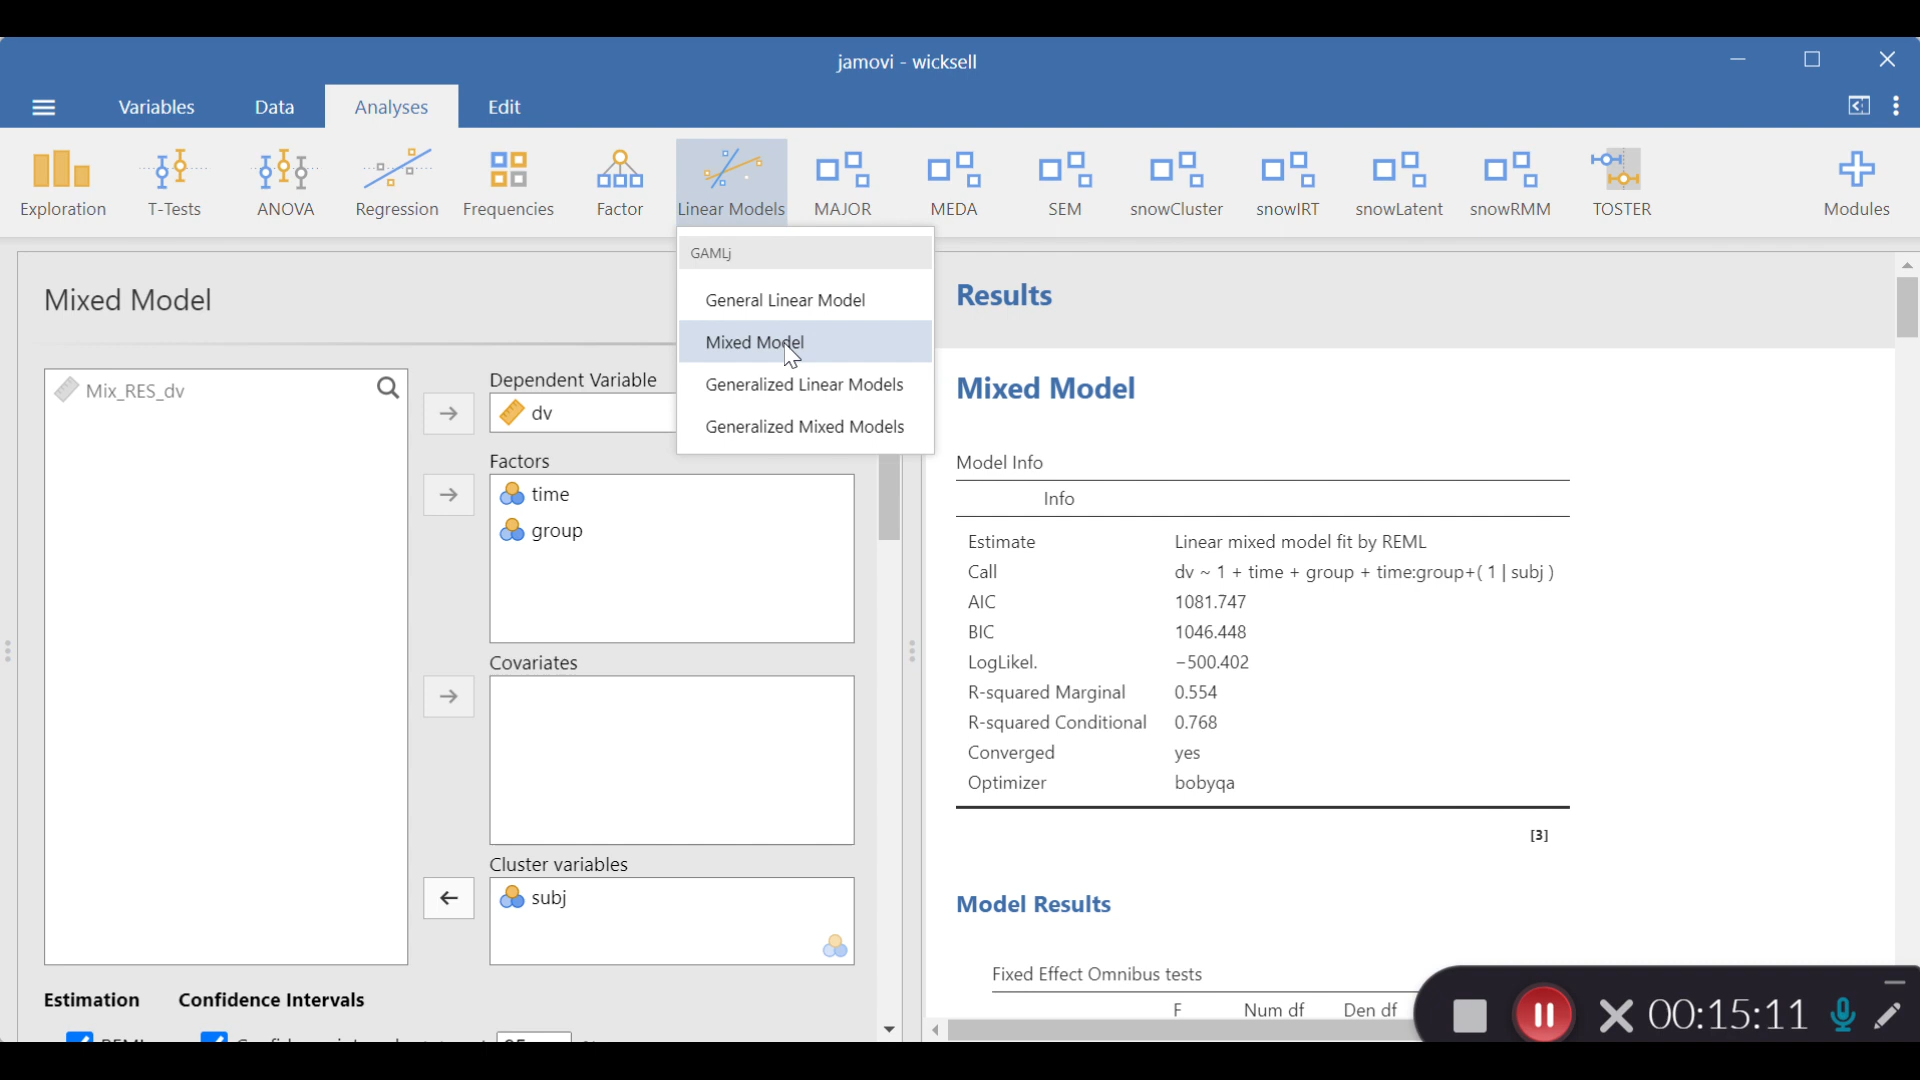 jamovi - wicksell
Variables Data Analyses Edit
Exploration T-Tests ANOVA Regression Frequencies Factor Linear Models MAJOR MEDA SEM snowCluster snowIRT snowLatent snowRMM TOSTER Modules
GAMLj
General Linear Model
Mixed Model
Generalized Linear Models
Generalized Mixed Models
Mixed Model
Mix_RES_dv
Dependent Variable
dv
Factors
time
group
Covariates
Cluster variables
subj
Estimation Confidence Intervals
Results
Mixed Model
Model Info
Info
Estimate Linear mixed model fit by REML
Call dv ~ 1 + time + group + time:group+( 1 | subj )
AIC 1081.747
BIC 1046.448
LogLikel. -500.402
R-squared Marginal 0.554
R-squared Conditional 0.768
Converged yes
Optimizer bobyqa
[3]
Model Results
Fixed Effect Omnibus tests
F Num df Den df
00:15:11